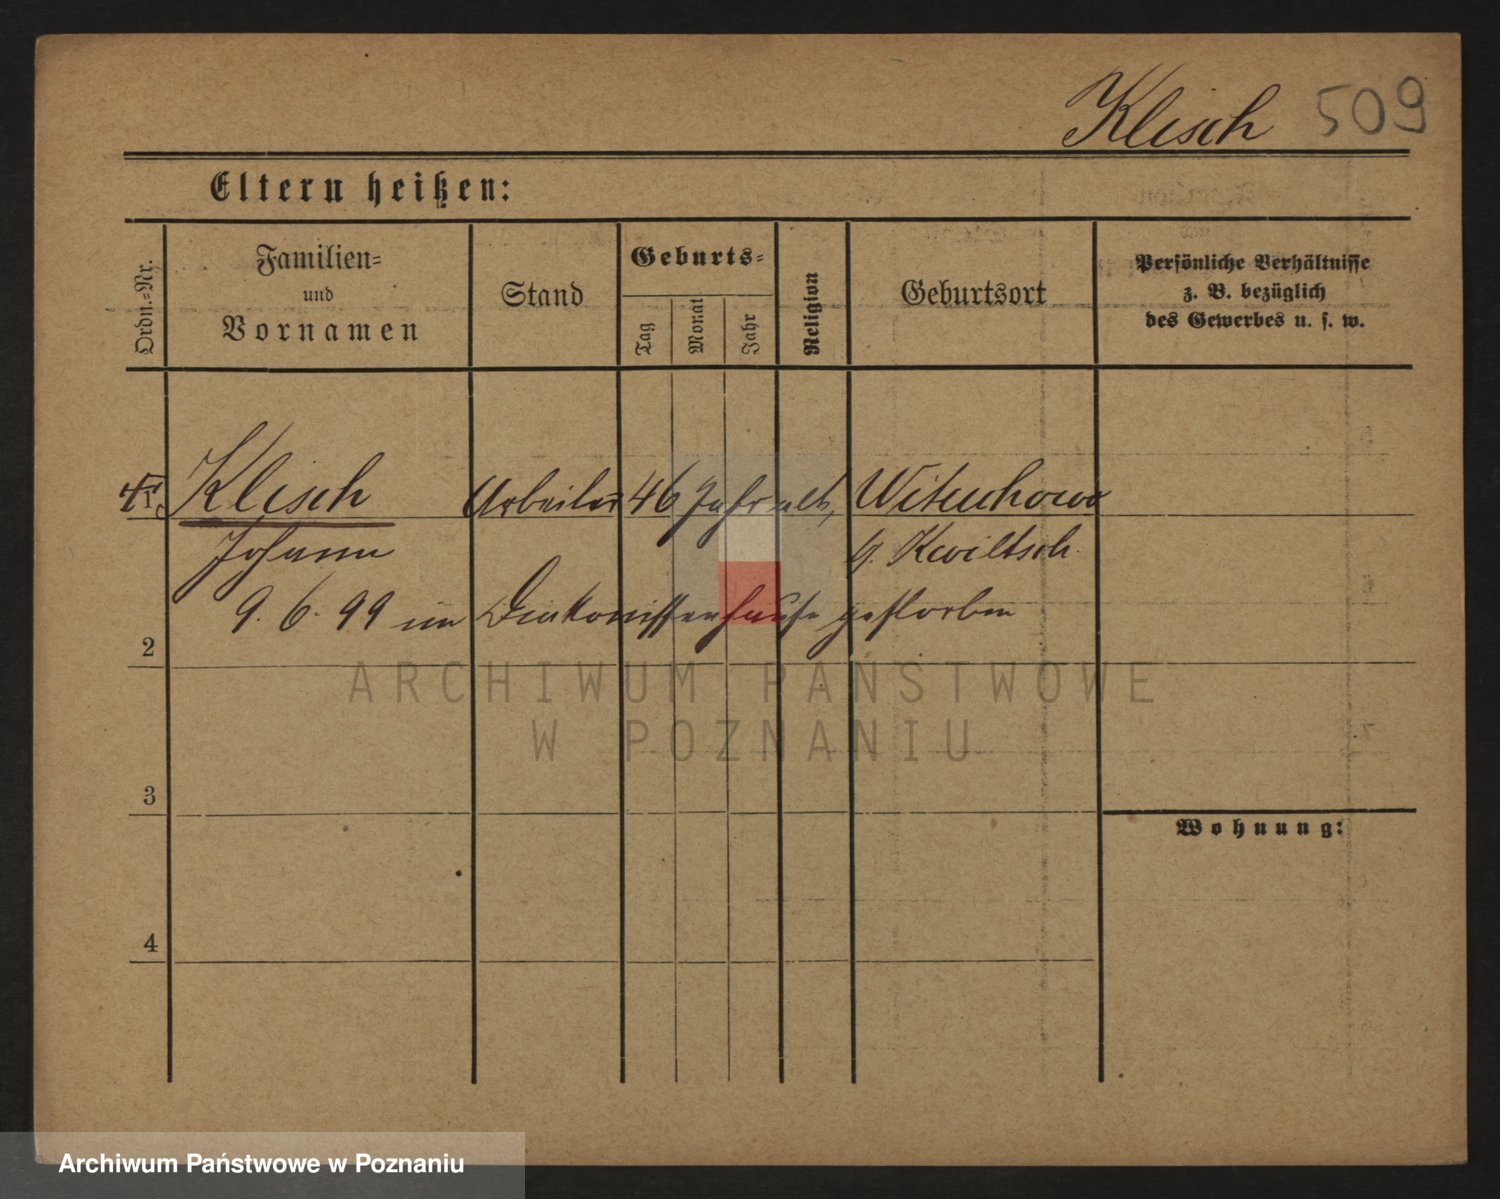 Klisch 509
Eltern heißen:
Ordn.=Nr.
Familien=
und
Vornamen
Stand
Geburts=
Tag
Monat
Jahr
Religion
Geburtsort
Persönliche Verhältnisse
z. B. bezüglich
des Gewerbes u. s. w.
1 Klisch Arbeiter 46 Jahr alt, Wituchowo
Johann g. Kwiltsch.
9. 6. 99 im Diakonissenhause gestorben
2
ARCHIWUM PAŃSTWOWE
W POZNANIU
3
Wohnung:
4
Archiwum Państwowe w Poznaniu